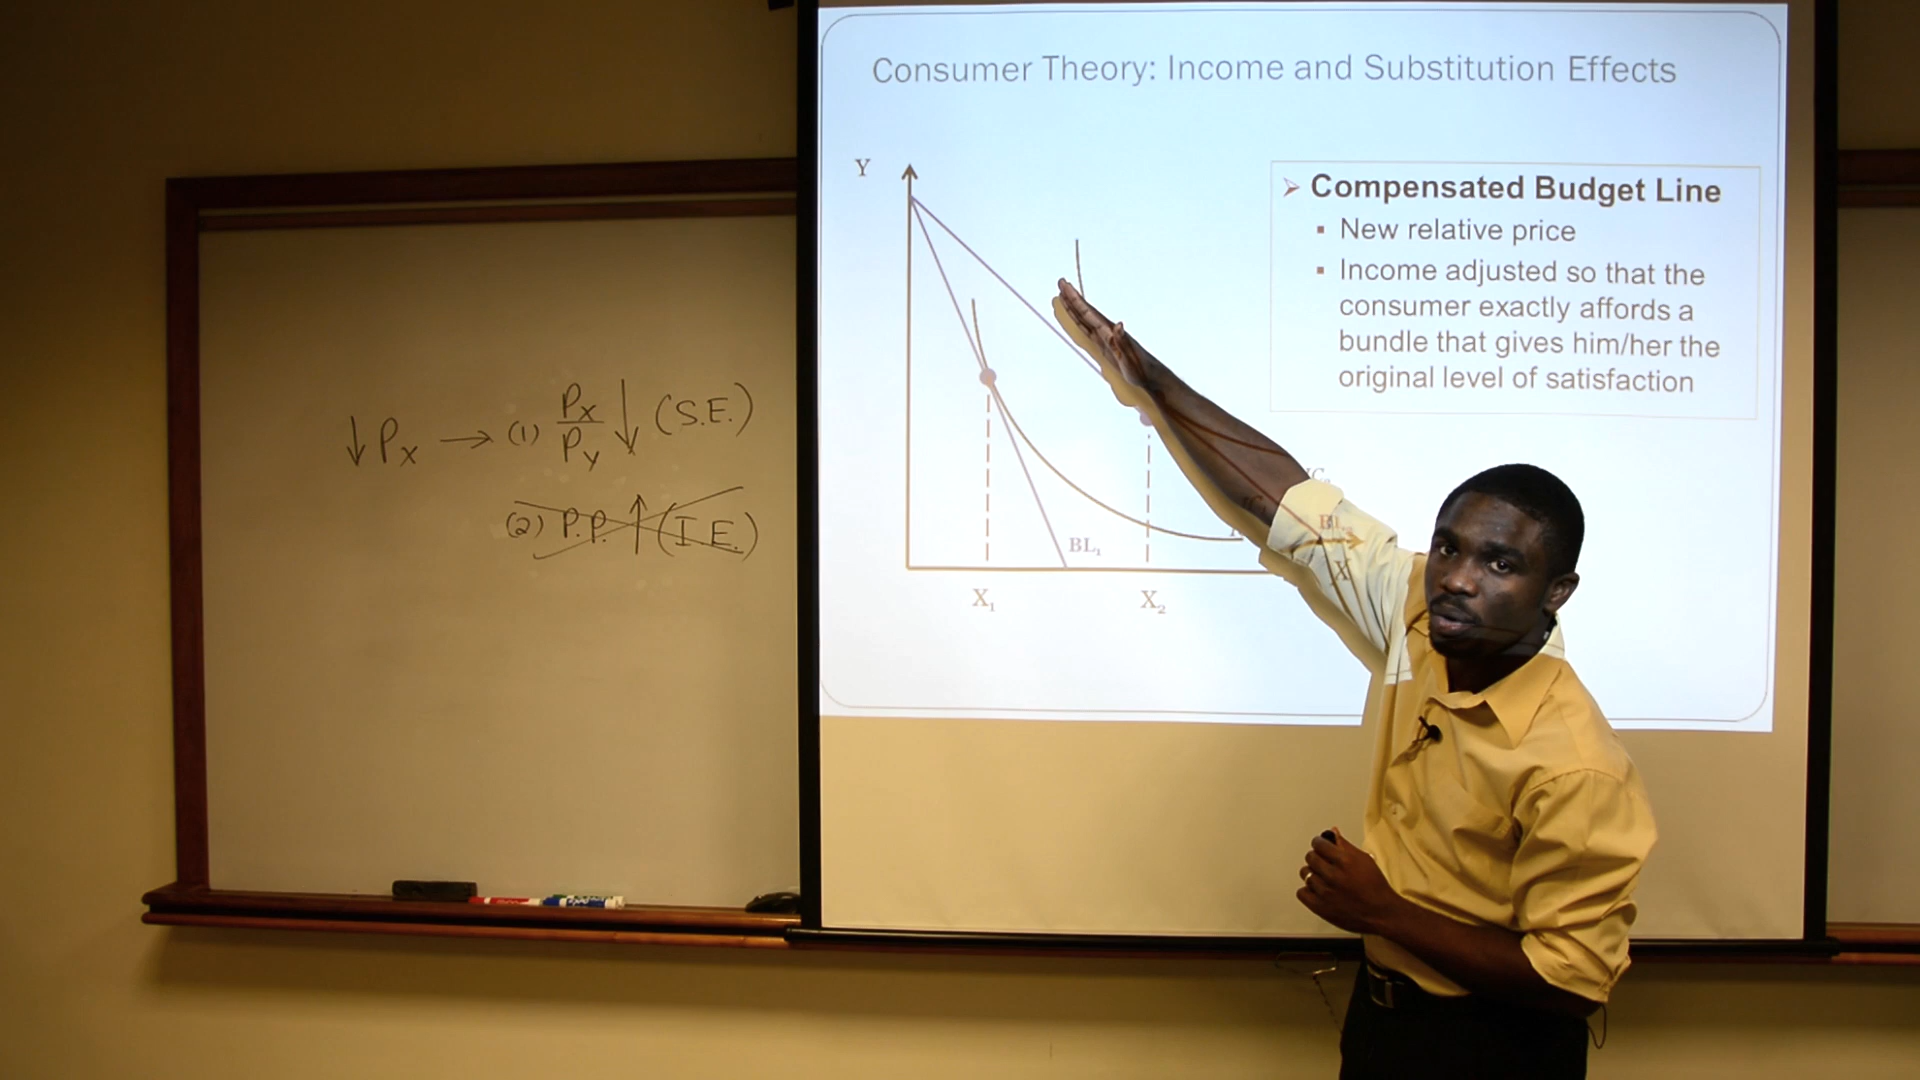 Consumer Theory: Income and Substitution Effects
↓ Px → (1) Px/Py ↓ (S.E.)
(2) P.P. ↑ (I.E.)
Y
➢ Compensated Budget Line
▪ New relative price
▪ Income adjusted so that the
consumer exactly affords a
bundle that gives him/her the
original level of satisfaction
BL₁
X
X₁
X₂